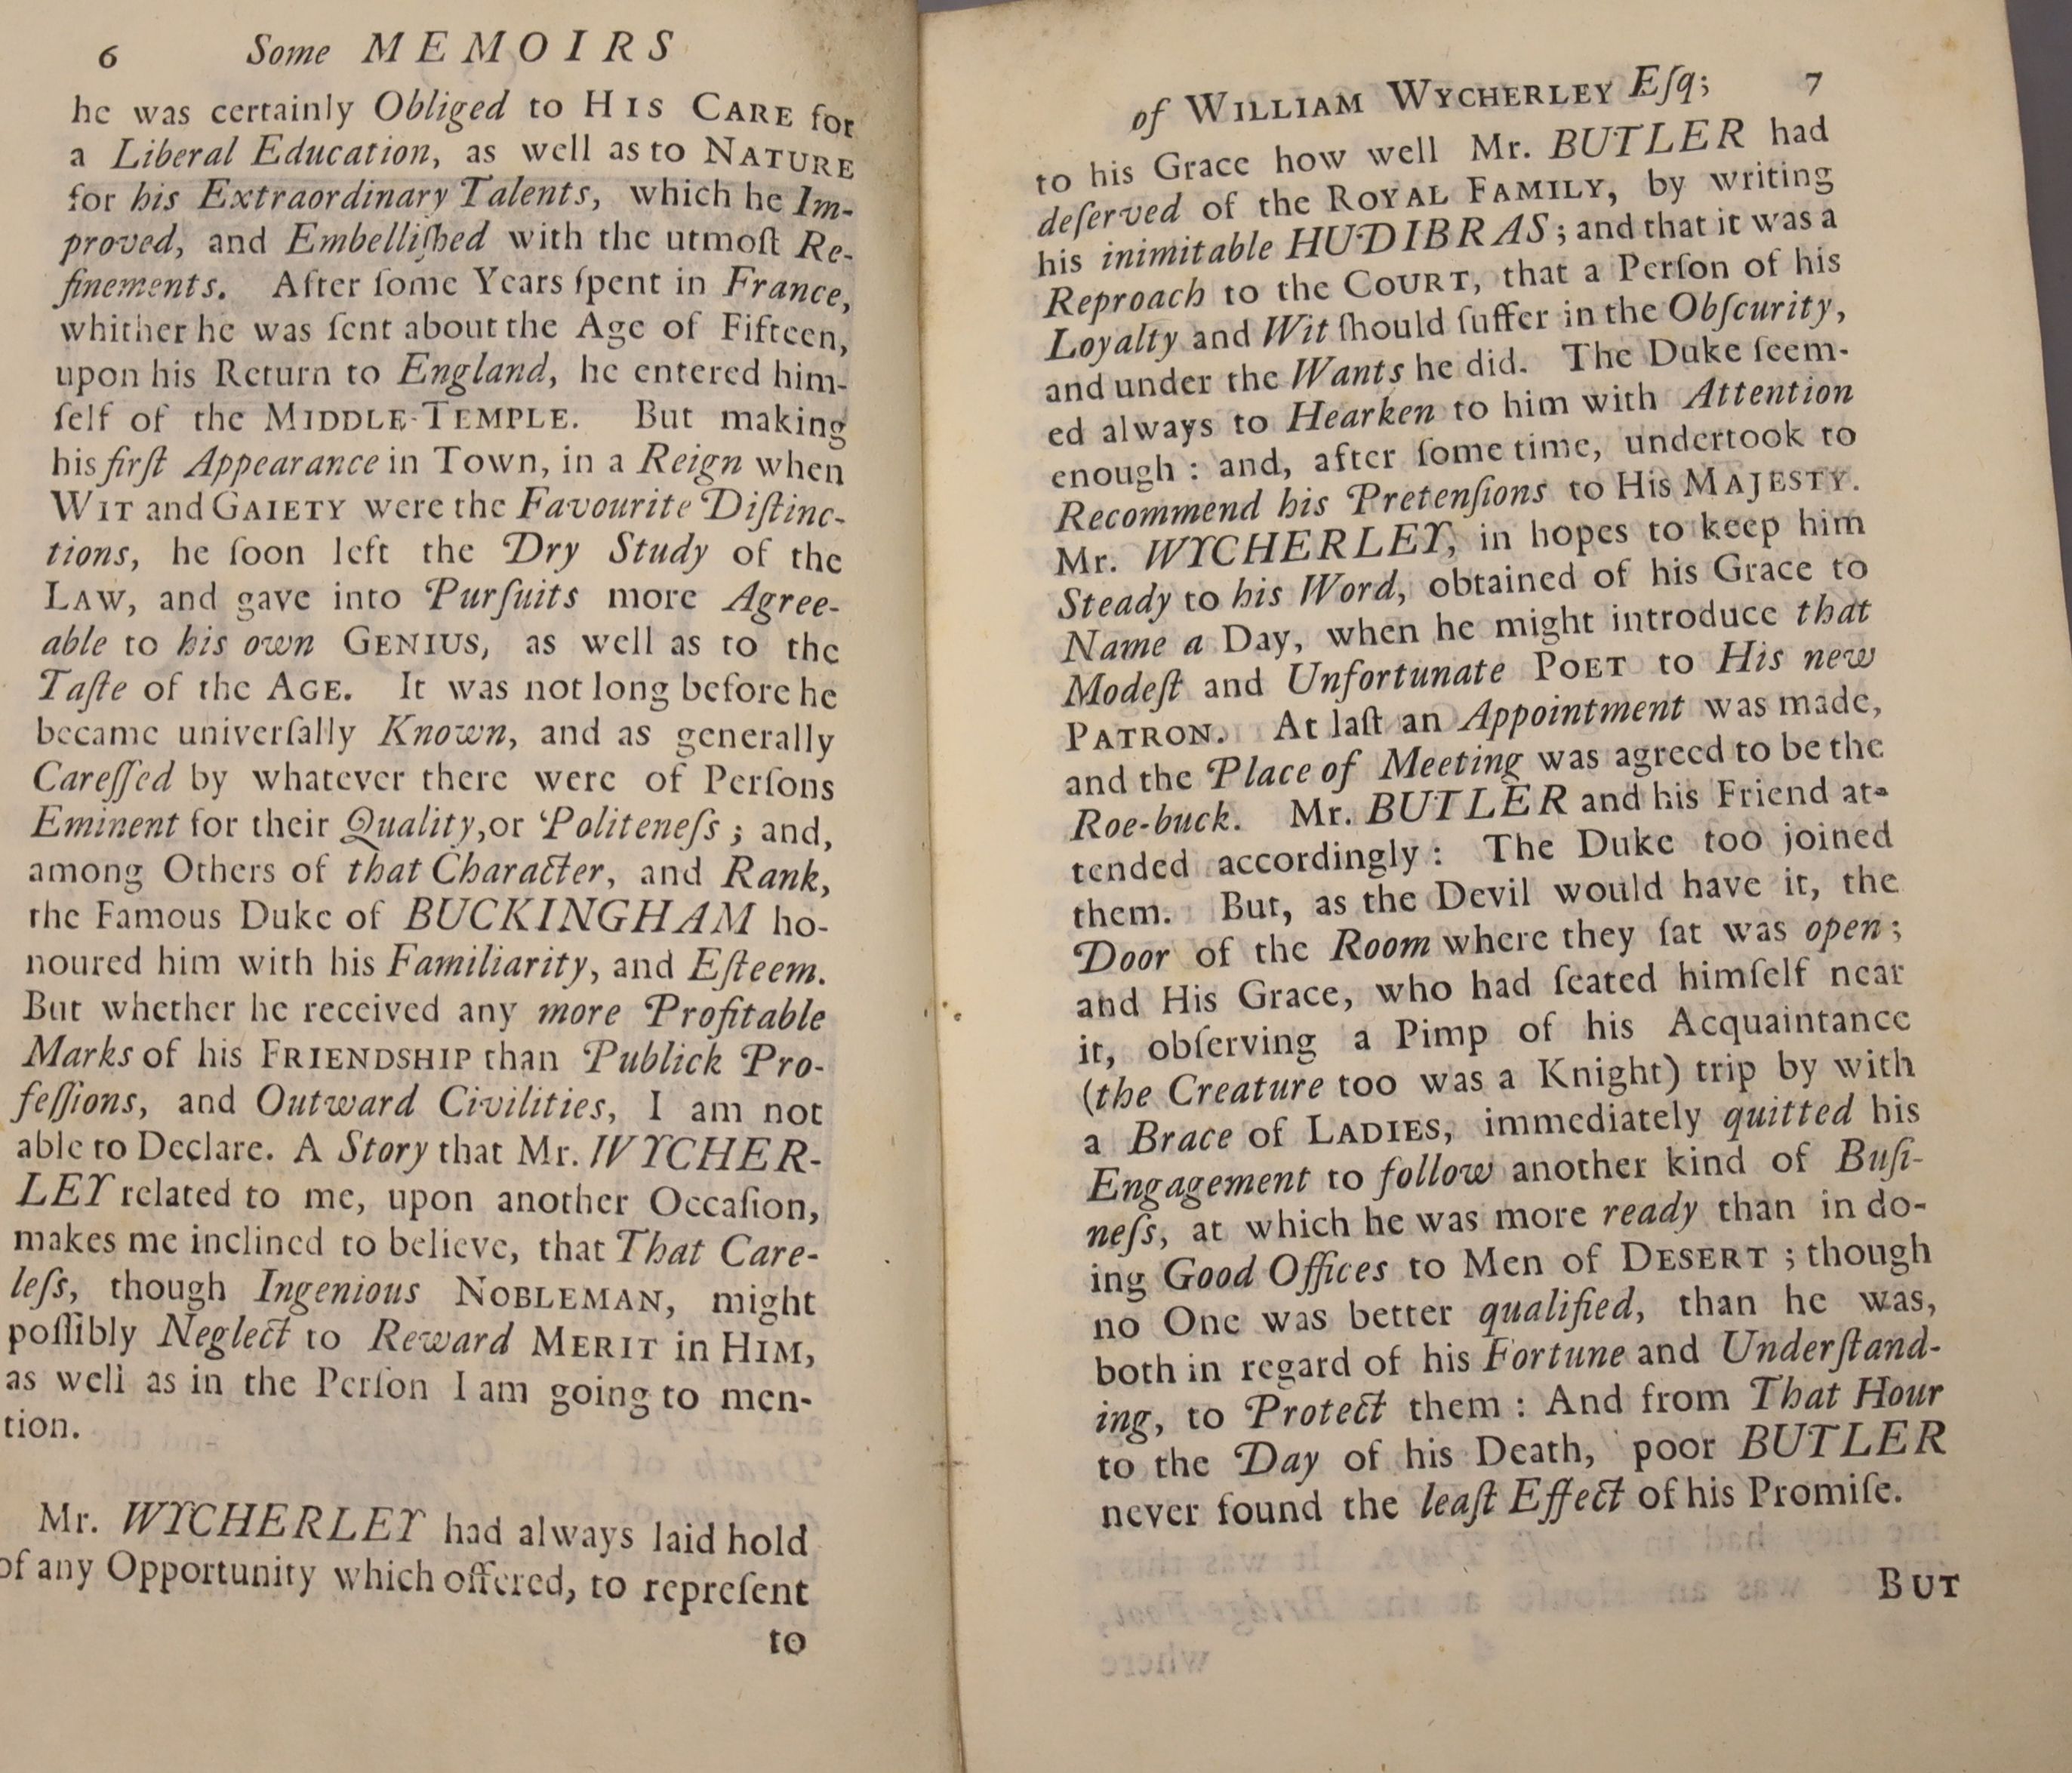 6 Some MEMOIRS
he was certainly Obliged to HIS CARE for
a Liberal Education, as well as to NATURE
for his Extraordinary Talents, which he Im-
proved, and Embelliſhed with the utmoſt Re-
finements. After ſome Years ſpent in France,
whither he was ſent about the Age of Fifteen,
upon his Return to England, he entered him-
ſelf of the MIDDLE-TEMPLE. But making
his firſt Appearance in Town, in a Reign when
WIT and GAIETY were the Favourite Diſtinc-
tions, he ſoon left the Dry Study of the
LAW, and gave into Purſuits more Agree-
able to his own GENIUS, as well as to the
Taſte of the AGE. It was not long before he
became univerſally Known, and as generally
Careſſed by whatever there were of Perſons
Eminent for their Quality, or Politeneſs; and,
among Others of that Character, and Rank,
the Famous Duke of BUCKINGHAM ho-
noured him with his Familiarity, and Eſteem.
But whether he received any more Profitable
Marks of his FRIENDSHIP than Publick Pro-
feſſions, and Outward Civilities, I am not
able to Declare. A Story that Mr. WYCHER-
LEY related to me, upon another Occaſion,
makes me inclined to believe, that That Care-
leſs, though Ingenious NOBLEMAN, might
poſſibly Neglect to Reward MERIT in HIM,
as well as in the Perſon I am going to men-
tion.
Mr. WYCHERLEY had always laid hold
of any Opportunity which offered, to repreſent
to
of WILLIAM WYCHERLEY Eſq; 7
to his Grace how well Mr. BUTLER had
deſerved of the ROYAL FAMILY, by writing
his inimitable HUDIBRAS; and that it was a
Reproach to the COURT, that a Perſon of his
Loyalty and Wit ſhould ſuffer in the Obſcurity,
and under the Wants he did. The Duke ſeem-
ed always to Hearken to him with Attention
enough: and, after ſome time, undertook to
Recommend his Pretenſions to His MAJESTY.
Mr. WYCHERLEY, in hopes to keep him
Steady to his Word, obtained of his Grace to
Name a Day, when he might introduce that
Modeſt and Unfortunate POET to His new
PATRON. At laſt an Appointment was made,
and the Place of Meeting was agreed to be the
Roe-buck. Mr. BUTLER and his Friend at-
tended accordingly: The Duke too joined
them. But, as the Devil would have it, the
Door of the Room where they ſat was open;
and His Grace, who had ſeated himſelf near
it, obſerving a Pimp of his Acquaintance
(the Creature too was a Knight) trip by with
a Brace of LADIES, immediately quitted his
Engagement to follow another kind of Buſi-
neſs, at which he was more ready than in do-
ing Good Offices to Men of DESERT; though
no One was better qualified, than he was,
both in regard of his Fortune and Underſtand-
ing, to Protect them: And from That Hour
to the Day of his Death, poor BUTLER
never found the leaſt Effect of his Promiſe.
BUT